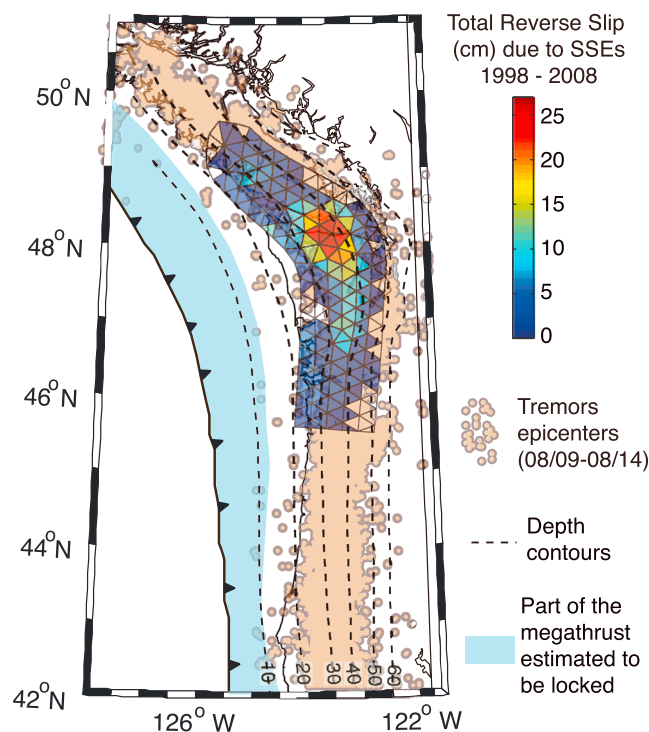 Total Reverse Slip
(cm) due to SSEs
1998 - 2008
25
20
15
10
5
0
50° N
48° N
46° N
44° N
42° N
126° W
122° W
10
20
30
40
50
60
Tremors
epicenters
(08/09-08/14)
Depth
contours
Part of the
megathrust
estimated to
be locked